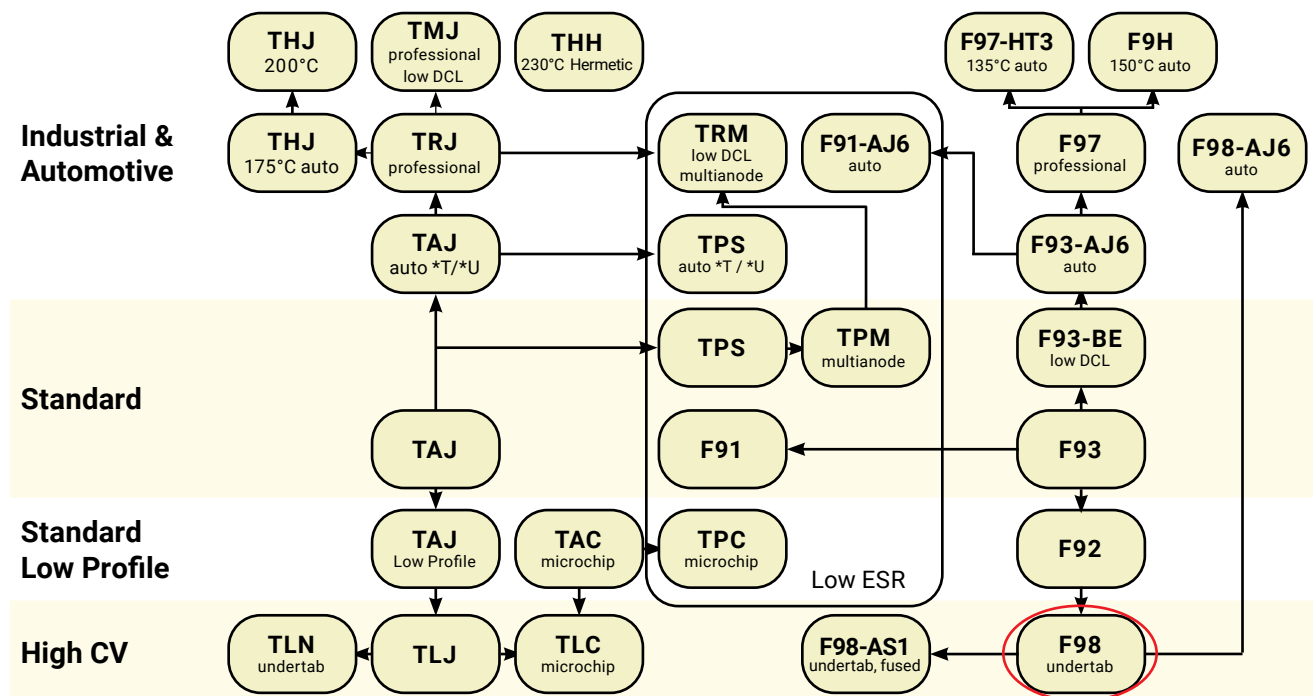 THJ
200°C
TMJ
professional
low DCL
THH
230°C Hermetic
F97-HT3
135°C auto
F9H
150°C auto
Industrial &
Automotive
THJ
175°C auto
TRJ
professional
TRM
low DCL
multianode
F91-AJ6
auto
F97
professional
F98-AJ6
auto
TAJ
auto *T/*U
TPS
auto *T / *U
F93-AJ6
auto
Standard
TPS
TPM
multianode
F93-BE
low DCL
TAJ
F91
F93
Standard
Low Profile
TAJ
Low Profile
TAC
microchip
TPC
microchip
F92
Low ESR
High CV
TLN
undertab
TLJ
TLC
microchip
F98-AS1
undertab, fused
F98
undertab